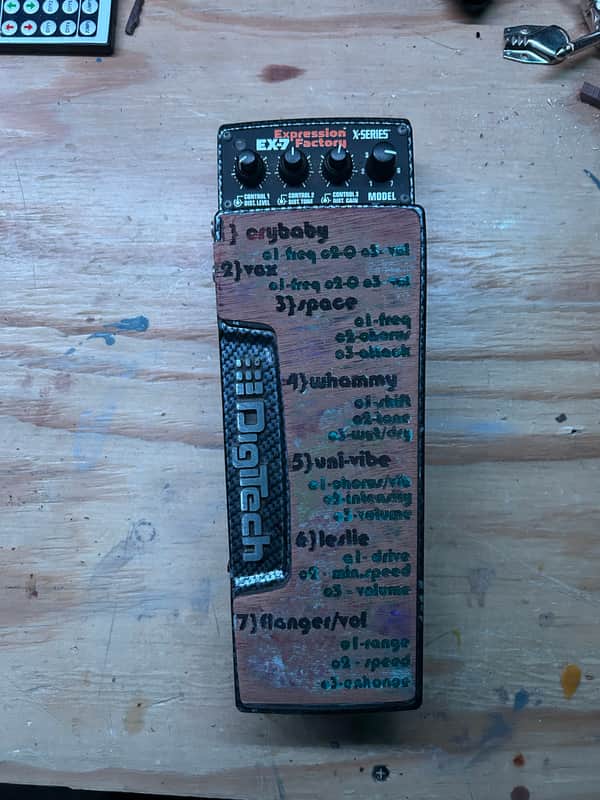 Expression
EX-7 Factory X-SERIES
CONTROL 1 CONTROL 2 CONTROL 3
DIST. LEVEL DIST. TONE DIST. GAIN MODEL
1 7
1} crybaby
c1-freq c2-Q c3-vol
2}vox
c1-freq c2-Q c3-vol
3}space
c1-freq
c2-chorus
c3-attack
4}whammy
c1-shift
c2-tone
c3-wet/dry
5}uni-vibe
c1-chorus/vib
c2-intensity
c3-volume
6}leslie
c1-drive
c2-min.speed
c3-volume
7}flanger/vol
c1-range
c2-speed
c3-enhance
DigiTech